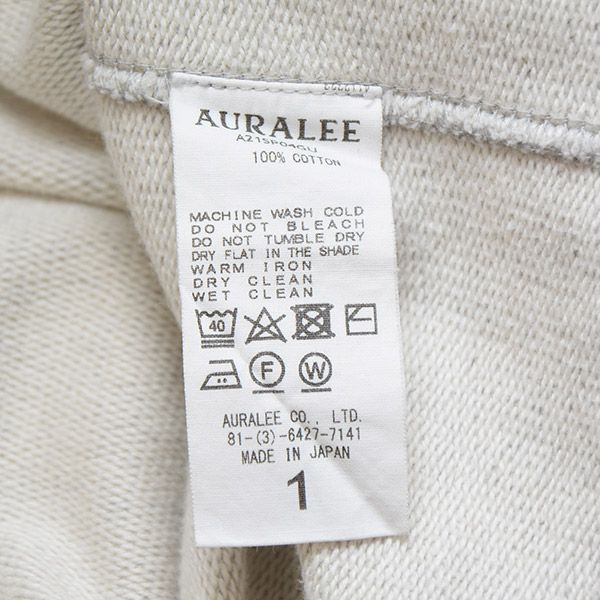 AURALEE
A21SP04GU
100% COTTON
MACHINE WASH COLD
DO NOT BLEACH
DO NOT TUMBLE DRY
DRY FLAT IN THE SHADE
WARM IRON
DRY CLEAN
WET CLEAN
40
F W
AURALEE CO., LTD.
81-(3)-6427-7141
MADE IN JAPAN
1